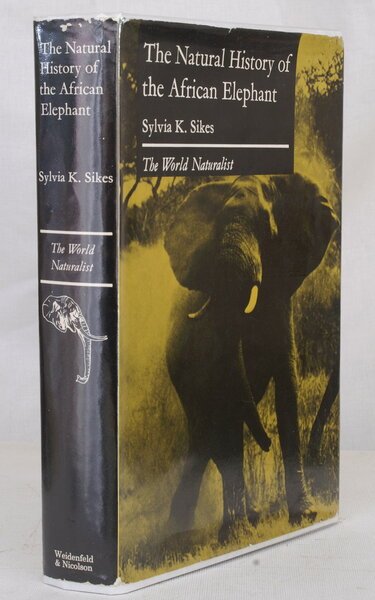 The Natural
History of
the African
Elephant
Sylvia K. Sikes
The World
Naturalist
Weidenfeld
& Nicolson
The Natural History of
the African Elephant
Sylvia K. Sikes
The World Naturalist